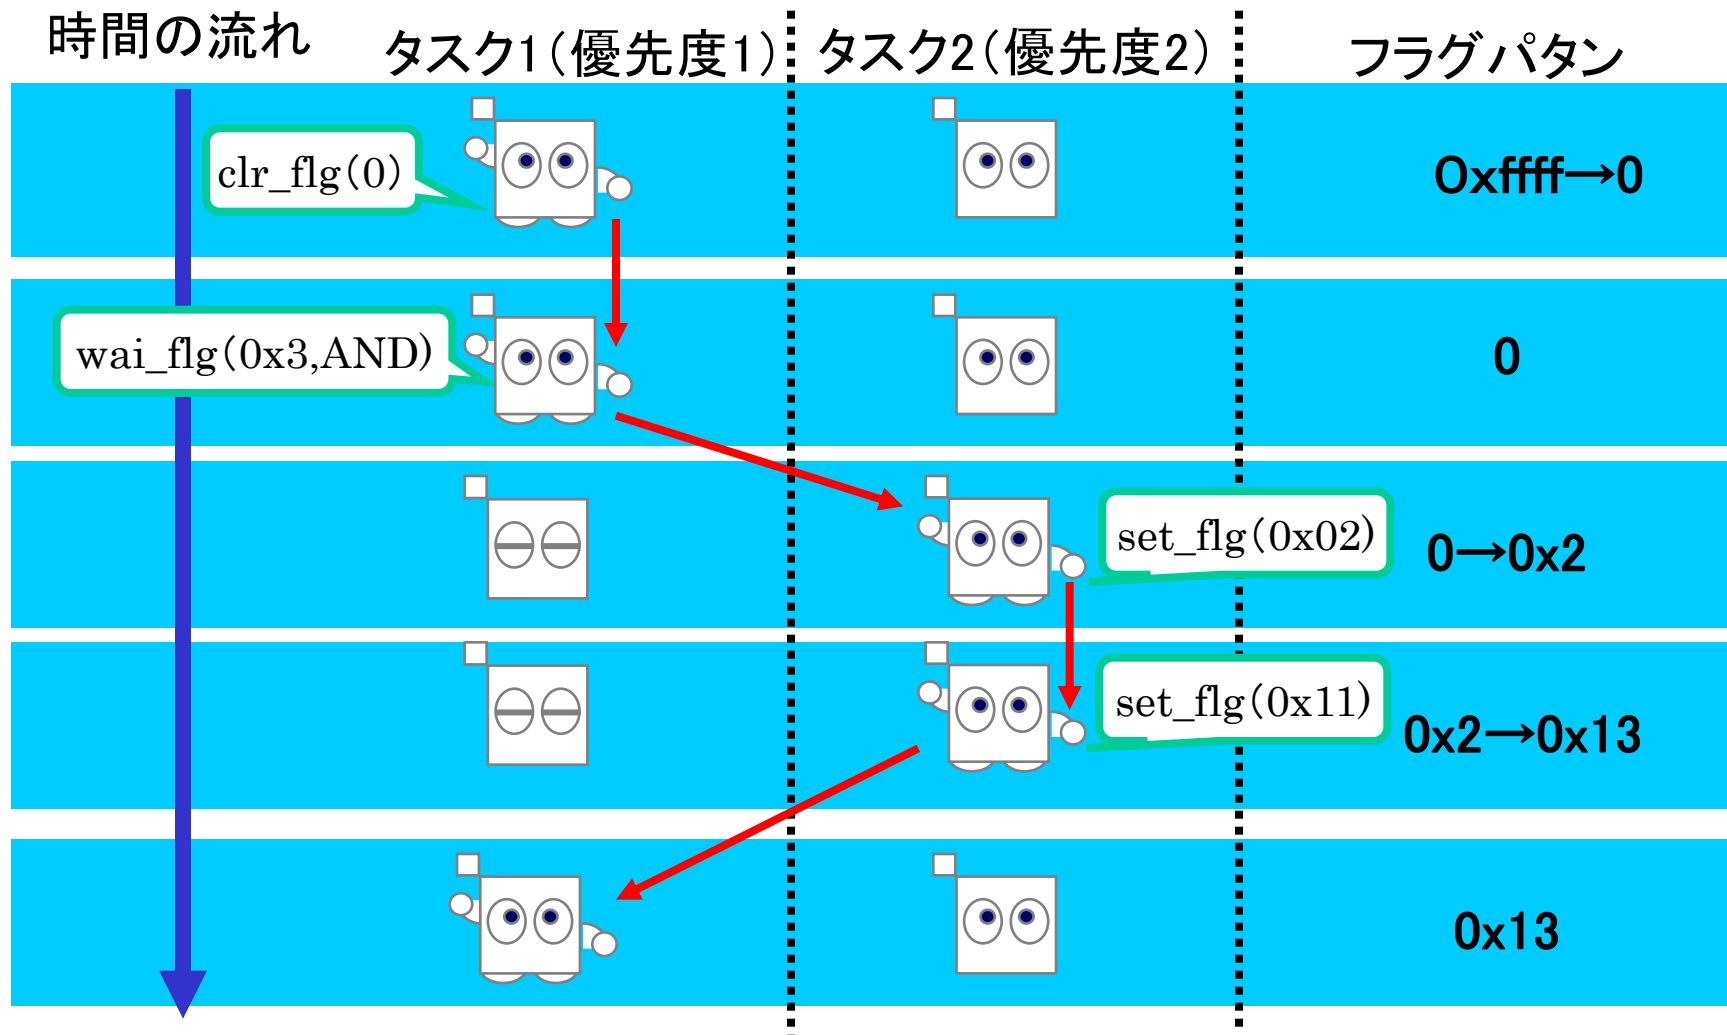 時間の流れ
タスク1(優先度1)
タスク2(優先度2)
フラグパタン
clr_flg(0)
0xffff→0
wai_flg(0x3,AND)
0
set_flg(0x02)
0→0x2
set_flg(0x11)
0x2→0x13
0x13